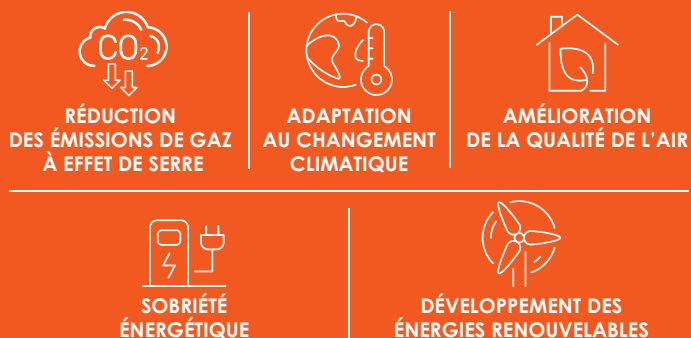 CO₂
RÉDUCTION
DES ÉMISSIONS DE GAZ
À EFFET DE SERRE
ADAPTATION
AU CHANGEMENT
CLIMATIQUE
AMÉLIORATION
DE LA QUALITÉ DE L’AIR
SOBRIÉTÉ
ÉNERGÉTIQUE
DÉVELOPPEMENT DES
ÉNERGIES RENOUVELABLES